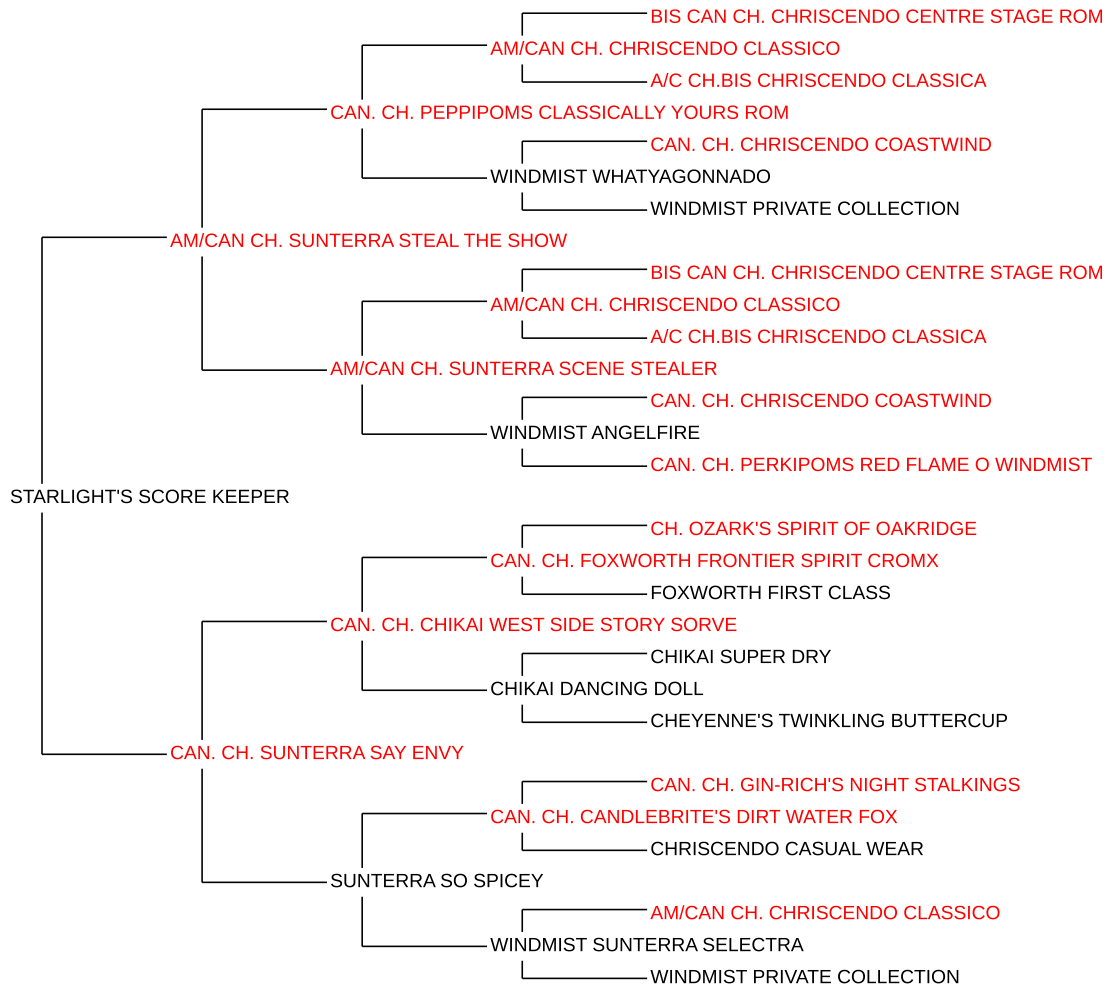 BIS CAN CH. CHRISCENDO CENTRE STAGE ROM
AM/CAN CH. CHRISCENDO CLASSICO
A/C CH.BIS CHRISCENDO CLASSICA
CAN. CH. PEPPIPOMS CLASSICALLY YOURS ROM
CAN. CH. CHRISCENDO COASTWIND
WINDMIST WHATYAGONNADO
WINDMIST PRIVATE COLLECTION
AM/CAN CH. SUNTERRA STEAL THE SHOW
BIS CAN CH. CHRISCENDO CENTRE STAGE ROM
AM/CAN CH. CHRISCENDO CLASSICO
A/C CH.BIS CHRISCENDO CLASSICA
AM/CAN CH. SUNTERRA SCENE STEALER
CAN. CH. CHRISCENDO COASTWIND
WINDMIST ANGELFIRE
CAN. CH. PERKIPOMS RED FLAME O WINDMIST
STARLIGHT'S SCORE KEEPER
CH. OZARK'S SPIRIT OF OAKRIDGE
CAN. CH. FOXWORTH FRONTIER SPIRIT CROMX
FOXWORTH FIRST CLASS
CAN. CH. CHIKAI WEST SIDE STORY SORVE
CHIKAI SUPER DRY
CHIKAI DANCING DOLL
CHEYENNE'S TWINKLING BUTTERCUP
CAN. CH. SUNTERRA SAY ENVY
CAN. CH. GIN-RICH'S NIGHT STALKINGS
CAN. CH. CANDLEBRITE'S DIRT WATER FOX
CHRISCENDO CASUAL WEAR
SUNTERRA SO SPICEY
AM/CAN CH. CHRISCENDO CLASSICO
WINDMIST SUNTERRA SELECTRA
WINDMIST PRIVATE COLLECTION